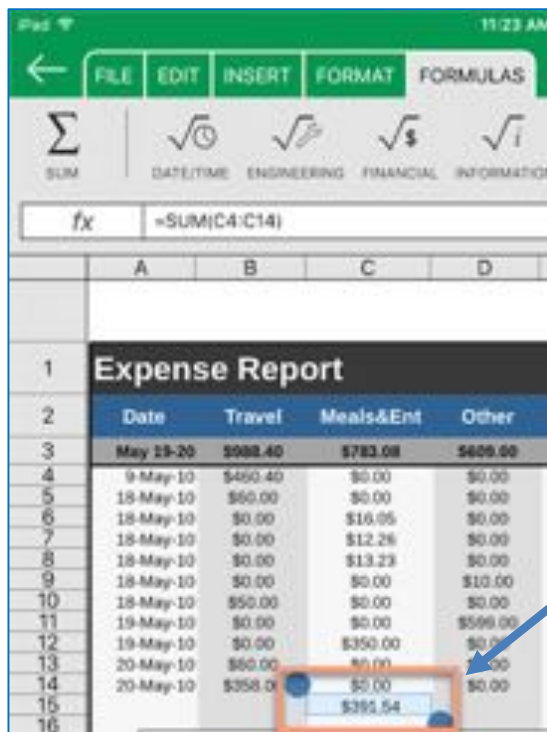 iPad 11:23 AM
FILE EDIT INSERT FORMAT FORMULAS
SUM DATE/TIME ENGINEERING FINANCIAL INFORMATION
fx =SUM(C4:C14)
A B C D
1 Expense Report
2 Date Travel Meals&Ent Other
3 May 19-20 $988.40 $783.08 $609.00
4 9-May-10 $460.40 $0.00 $0.00
5 18-May-10 $60.00 $0.00 $0.00
6 18-May-10 $0.00 $16.05 $0.00
7 18-May-10 $0.00 $12.26 $0.00
8 18-May-10 $0.00 $13.23 $0.00
9 18-May-10 $0.00 $0.00 $10.00
10 18-May-10 $50.00 $0.00 $0.00
11 19-May-10 $0.00 $0.00 $599.00
12 19-May-10 $0.00 $350.00
13 20-May-10 $60.00 $0.00
14 20-May-10 $0.00 $0.00
15 $391.54
16